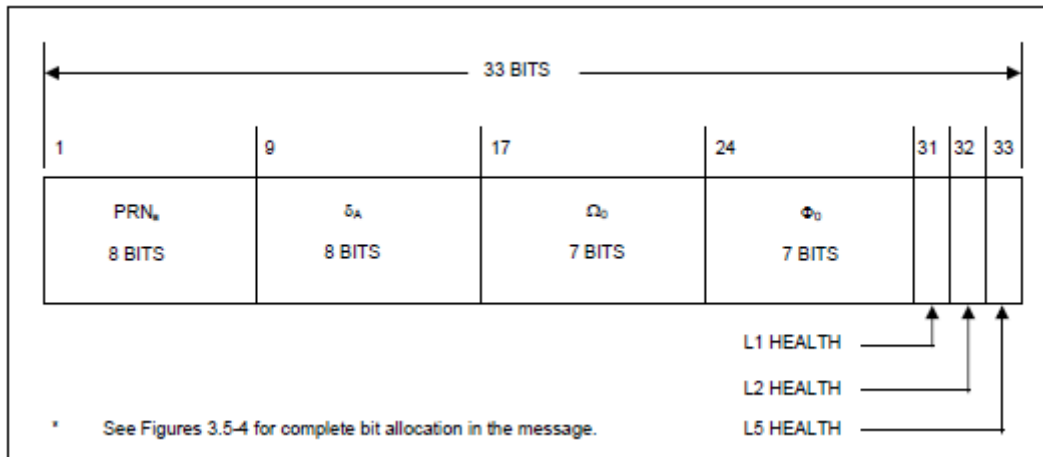 33 BITS
1 9 17 24 31 32 33
PRNₐ δA Ω₀ Φ₀
8 BITS 8 BITS 7 BITS 7 BITS
L1 HEALTH
L2 HEALTH
* See Figures 3.5-4 for complete bit allocation in the message. L5 HEALTH